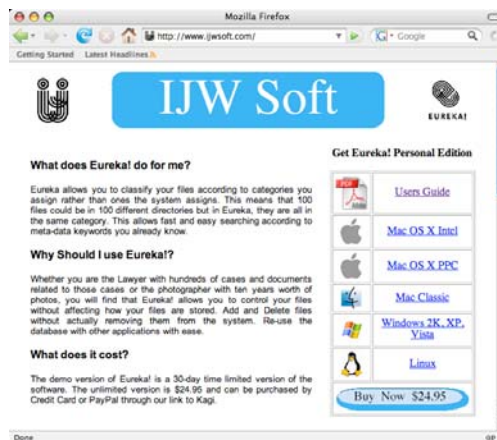 Mozilla Firefox
http://www.ijwsoft.com/
Google
Getting Started Latest Headlines
IJW Soft
EUREKA!
What does Eureka! do for me?
Eureka allows you to classify your files according to categories you
assign rather than ones the system assigns. This means that 100
files could be in 100 different directories but in Eureka, they are all in
the same category. This allows fast and easy searching according to
meta-data keywords you already know.
Why Should I use Eureka!?
Whether you are the Lawyer with hundreds of cases and documents
related to those cases or the photographer with ten years worth of
photos, you will find that Eureka! allows you to control your files
without affecting how your files are stored. Add and Delete files
without actually removing them from the system. Re-use the
database with other applications with ease.
What does it cost?
The demo version of Eureka! is a 30-day time limited version of the
software. The unlimited version is $24.95 and can be purchased by
Credit Card or PayPal through our link to Kagi.
Get Eureka! Personal Edition
PDF
Users Guide
Mac OS X Intel
Mac OS X PPC
Mac Classic
Windows 2K, XP,
Vista
Linux
Buy Now $24.95
Done